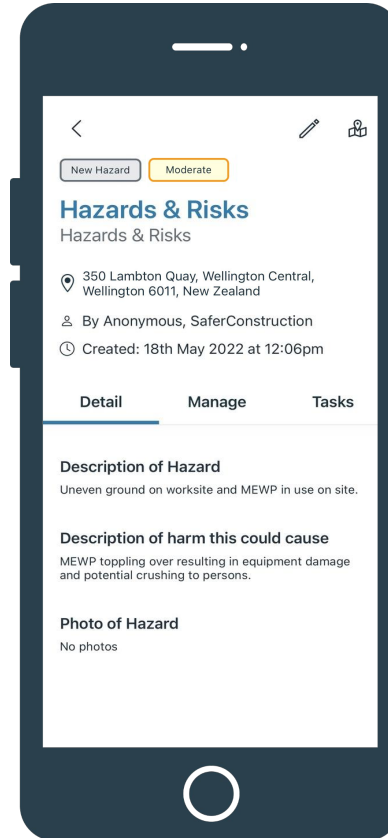 New Hazard Moderate
Hazards & Risks
Hazards & Risks
350 Lambton Quay, Wellington Central,
Wellington 6011, New Zealand
By Anonymous, SaferConstruction
Created: 18th May 2022 at 12:06pm
Detail Manage Tasks
Description of Hazard
Uneven ground on worksite and MEWP in use on site.
Description of harm this could cause
MEWP toppling over resulting in equipment damage
and potential crushing to persons.
Photo of Hazard
No photos